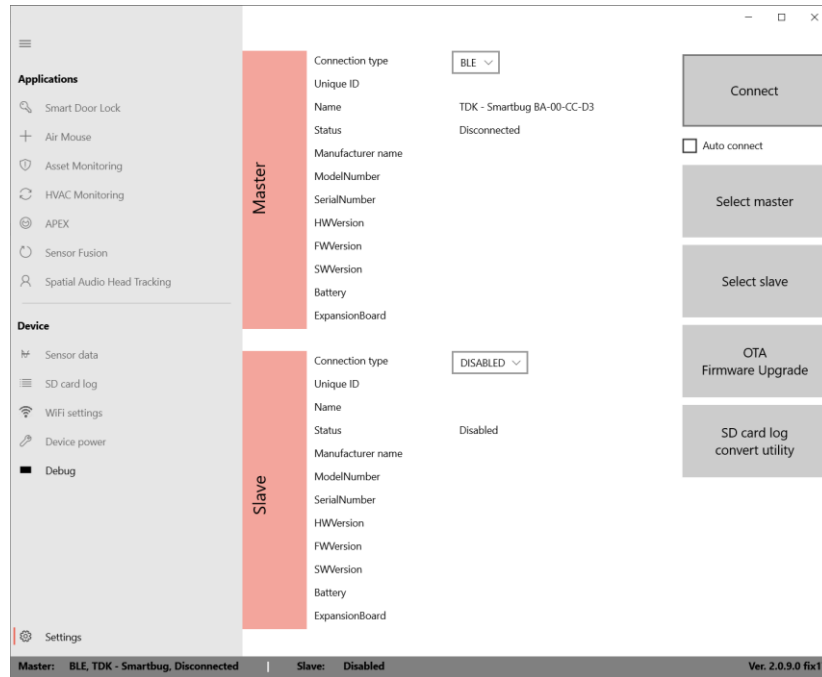 Applications
Smart Door Lock
Air Mouse
Asset Monitoring
HVAC Monitoring
APEX
Sensor Fusion
Spatial Audio Head Tracking
Device
Sensor data
SD card log
WiFi settings
Device power
Debug
Settings
Master
Connection type BLE
Unique ID
Name TDK - Smartbug BA-00-CC-D3
Status Disconnected
Manufacturer name
ModelNumber
SerialNumber
HWVersion
FWVersion
SWVersion
Battery
ExpansionBoard
Slave
Connection type DISABLED
Unique ID
Name
Status Disabled
Manufacturer name
ModelNumber
SerialNumber
HWVersion
FWVersion
SWVersion
Battery
ExpansionBoard
Connect
Auto connect
Select master
Select slave
OTA
Firmware Upgrade
SD card log
convert utility
Master: BLE, TDK - Smartbug, Disconnected | Slave: Disabled Ver. 2.0.9.0 fix1